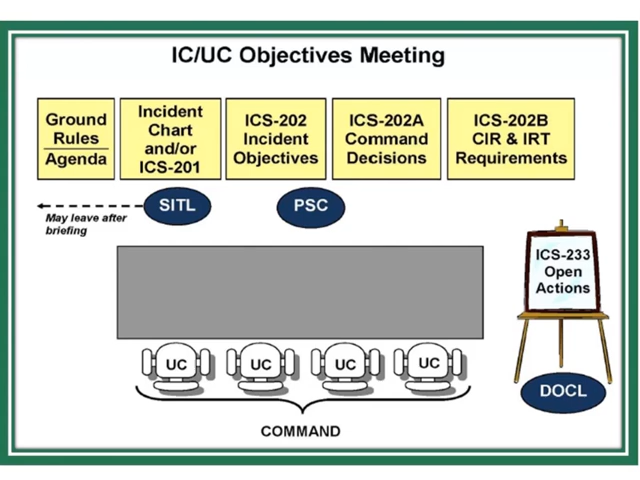 IC/UC Objectives Meeting
Ground
Rules
Agenda
Incident
Chart
and/or
ICS-201
ICS-202
Incident
Objectives
ICS-202A
Command
Decisions
ICS-202B
CIR & IRT
Requirements
SITL
PSC
May leave after
briefing
ICS-233
Open
Actions
UC
UC
UC
UC
DOCL
COMMAND